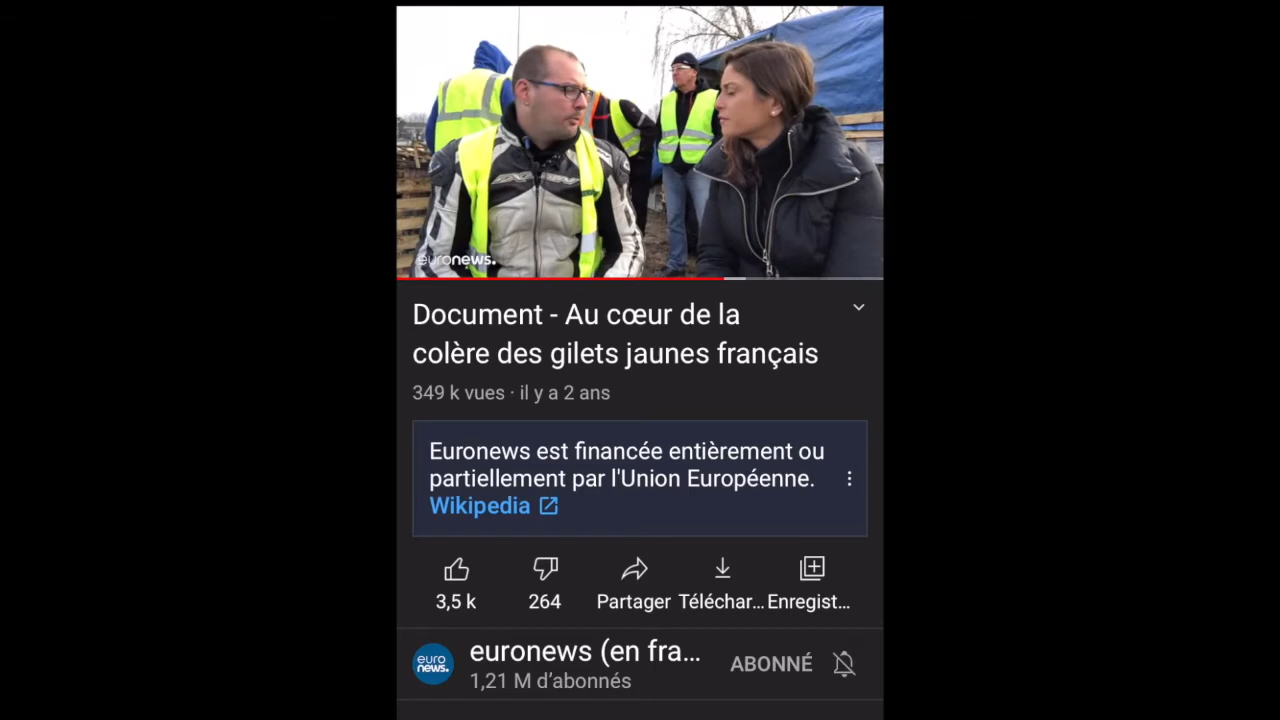 euronews.
Document - Au cœur de la
colère des gilets jaunes français
349 k vues · il y a 2 ans
Euronews est financée entièrement ou
partiellement par l'Union Européenne.
Wikipedia
3,5 k 264 Partager Téléchar... Enregist...
euro
news.
euronews (en fra...
ABONNÉ
1,21 M d’abonnés